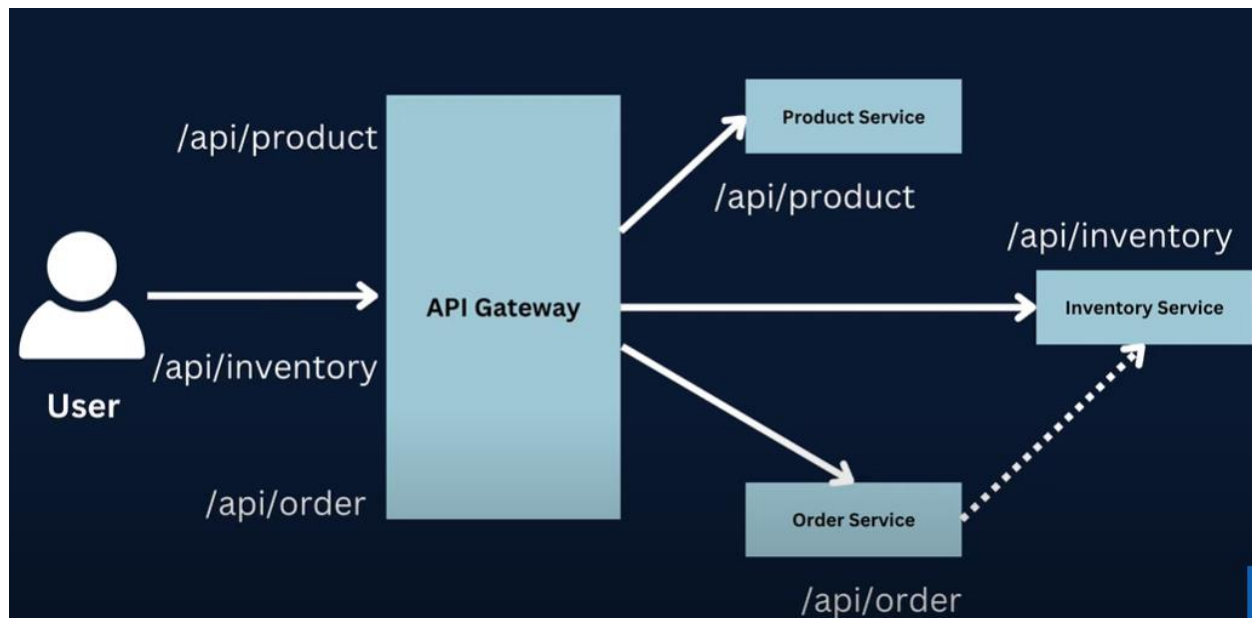 /api/product
Product Service
/api/product
/api/inventory
API Gateway
Inventory Service
/api/inventory
User
/api/order
Order Service
/api/order